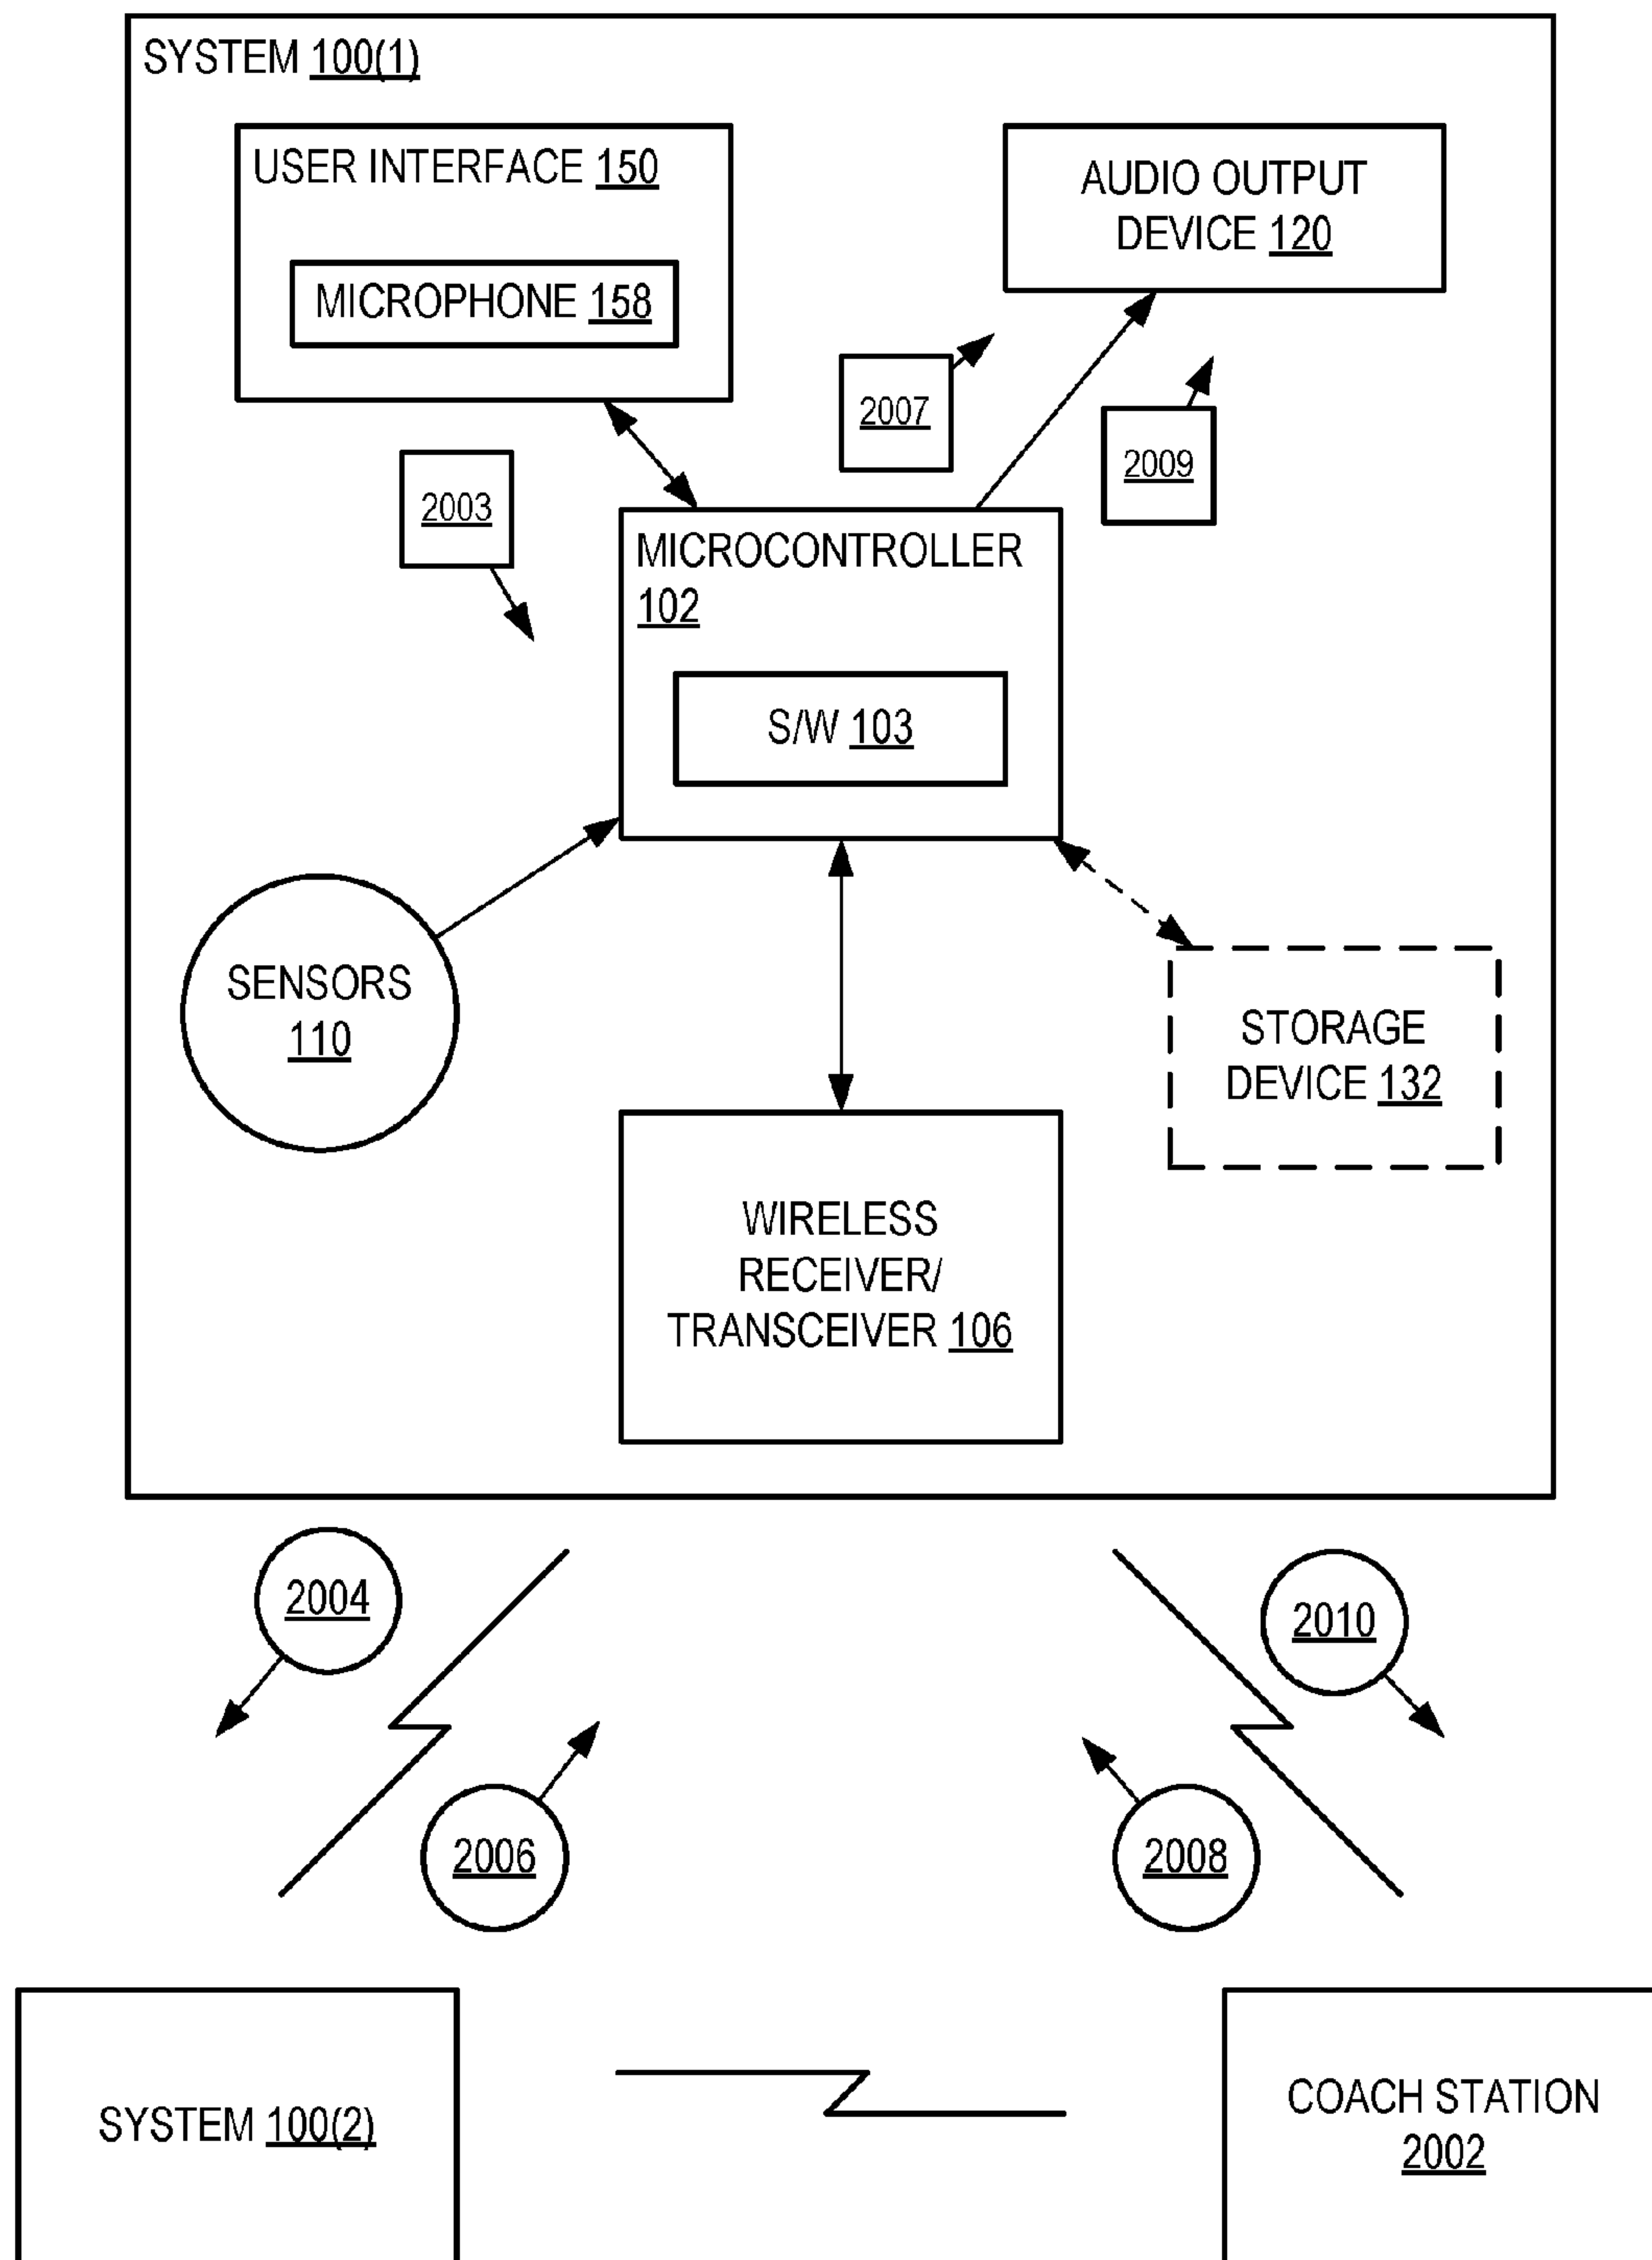 SYSTEM 100(1)
USER INTERFACE 150
MICROPHONE 158
AUDIO OUTPUT
DEVICE 120
2007
2009
2003
MICROCONTROLLER
102
S/W 103
SENSORS
110
STORAGE
DEVICE 132
WIRELESS
RECEIVER/
TRANSCEIVER 106
2004
2010
2006
2008
SYSTEM 100(2)
COACH STATION
2002